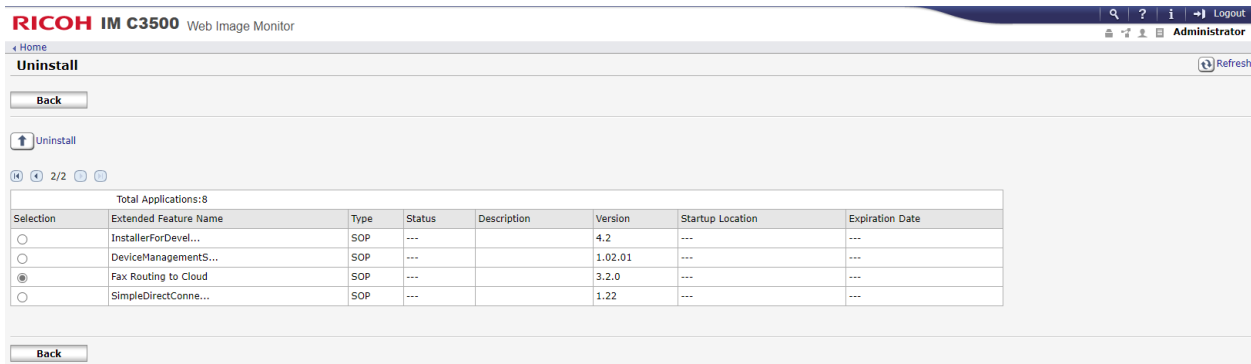 RICOH IM C3500 Web Image Monitor
? i Logout
Administrator
Home
Uninstall Refresh
Back
Uninstall
2/2
Total Applications:8
Selection Extended Feature Name Type Status Description Version Startup Location Expiration Date
InstallerForDevel... SOP --- 4.2 --- ---
DeviceManagementS... SOP --- 1.02.01 --- ---
Fax Routing to Cloud SOP --- 3.2.0 --- ---
SimpleDirectConne... SOP --- 1.22 --- ---
Back